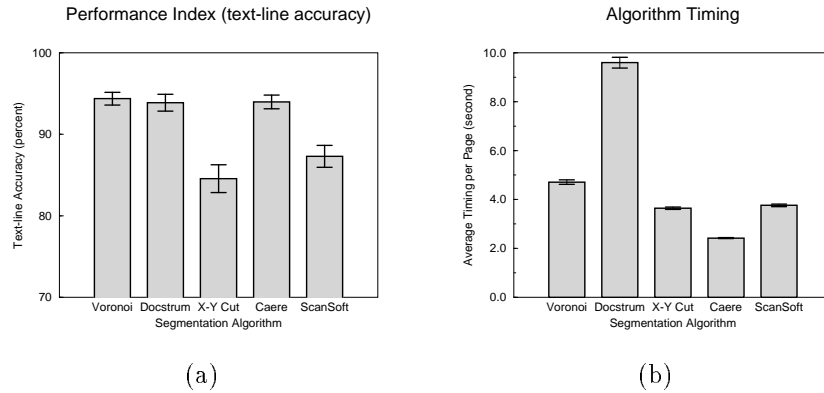 Performance Index (text-line accuracy)
100
90
80
70
Text-line Accuracy (percent)
Voronoi Docstrum X-Y Cut Caere ScanSoft
Segmentation Algorithm
(a)
Algorithm Timing
10.0
8.0
6.0
4.0
2.0
0.0
Average Timing per Page (second)
Voronoi Docstrum X-Y Cut Caere ScanSoft
Segmentation Algorithm
(b)